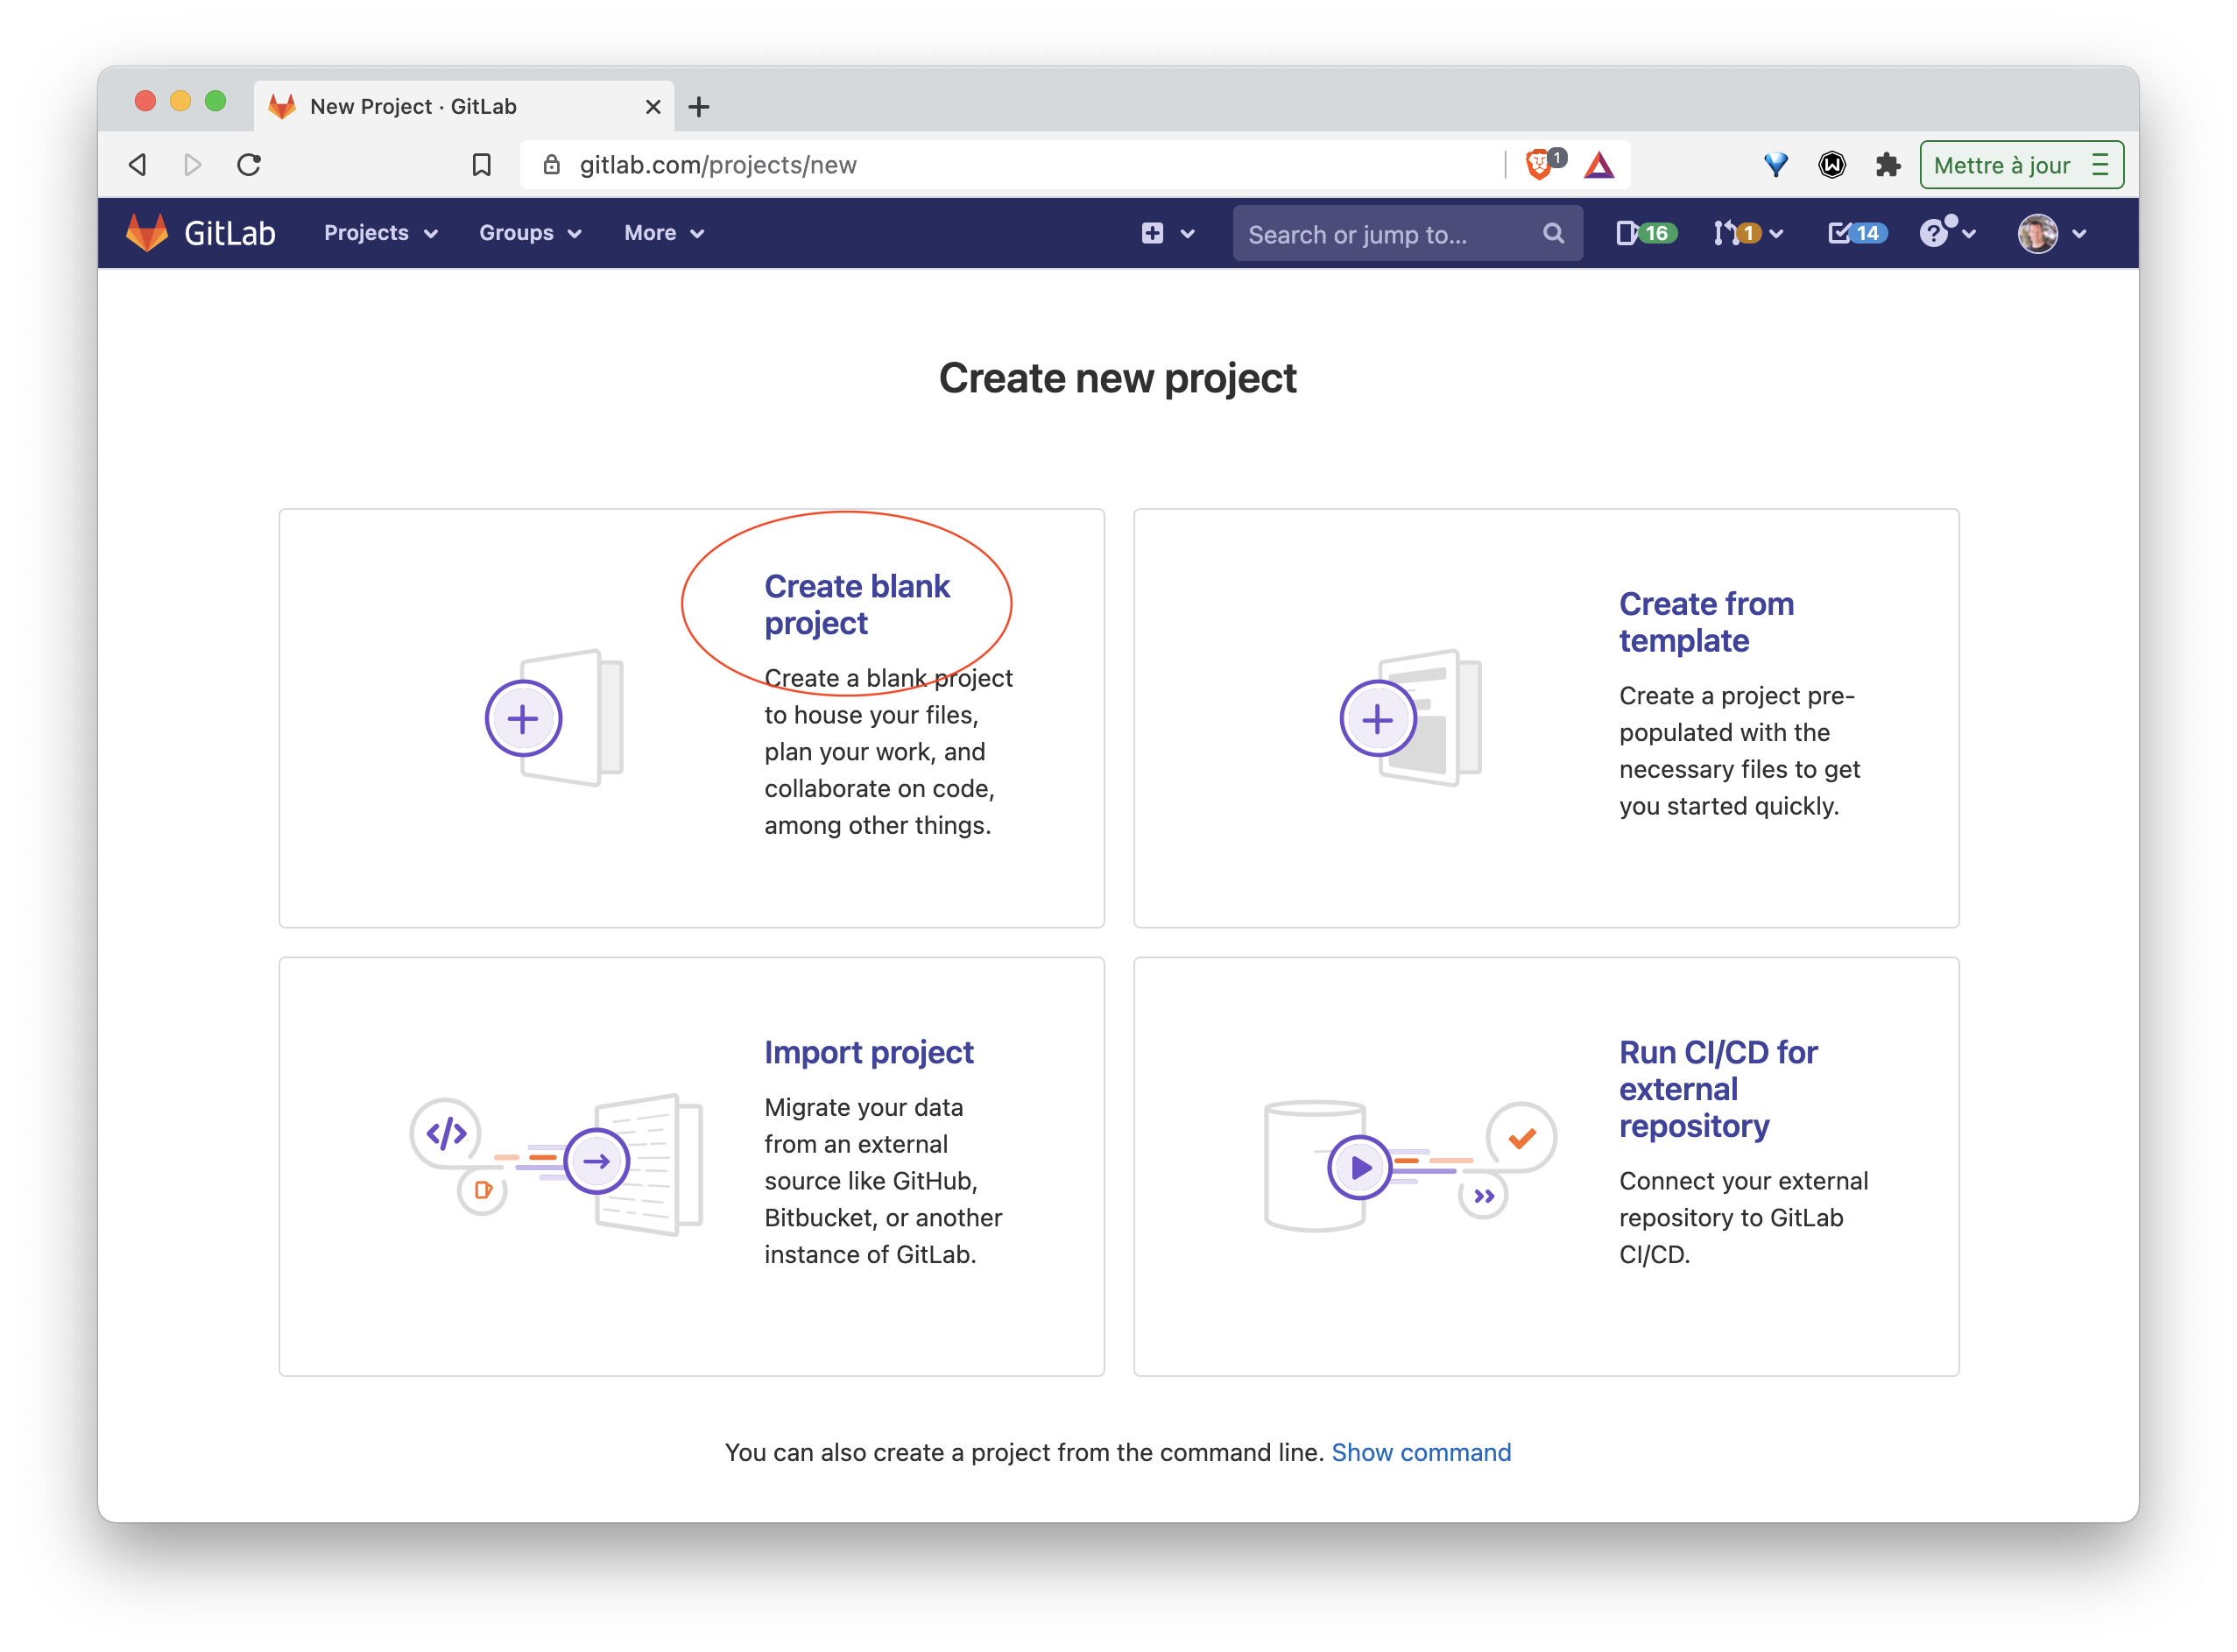 New Project · GitLab
gitlab.com/projects/new
1
Mettre à jour
GitLab
Projects
Groups
More
Search or jump to...
16
1
14
?
Create new project
Create blank
project
Create a blank project
to house your files,
plan your work, and
collaborate on code,
among other things.
Create from
template
Create a project pre-
populated with the
necessary files to get
you started quickly.
Import project
Migrate your data
from an external
source like GitHub,
Bitbucket, or another
instance of GitLab.
Run CI/CD for
external
repository
Connect your external
repository to GitLab
CI/CD.
You can also create a project from the command line. Show command